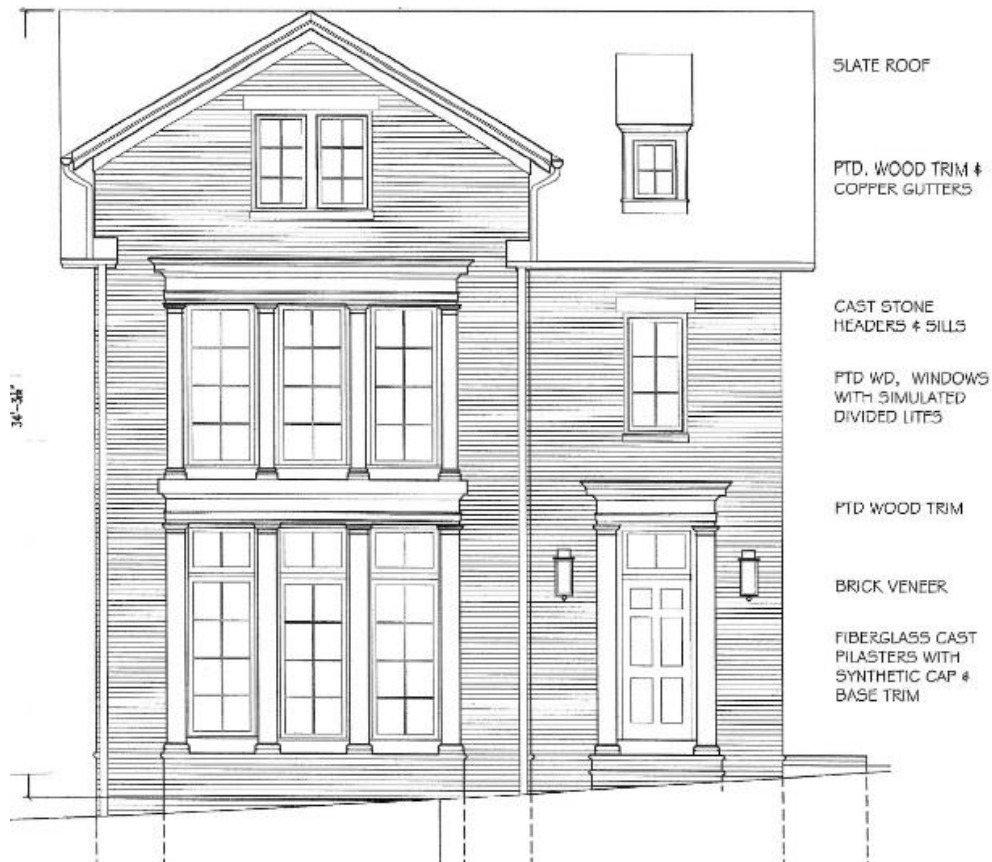 SLATE ROOF
PTD. WOOD TRIM &
COPPER GUTTERS
CAST STONE
HEADERS & SILLS
PTD WD, WINDOWS
WITH SIMULATED
DIVIDED LITES
PTD WOOD TRIM
BRICK VENEER
FIBERGLASS CAST
PILASTERS WITH
SYNTHETIC CAP &
BASE TRIM